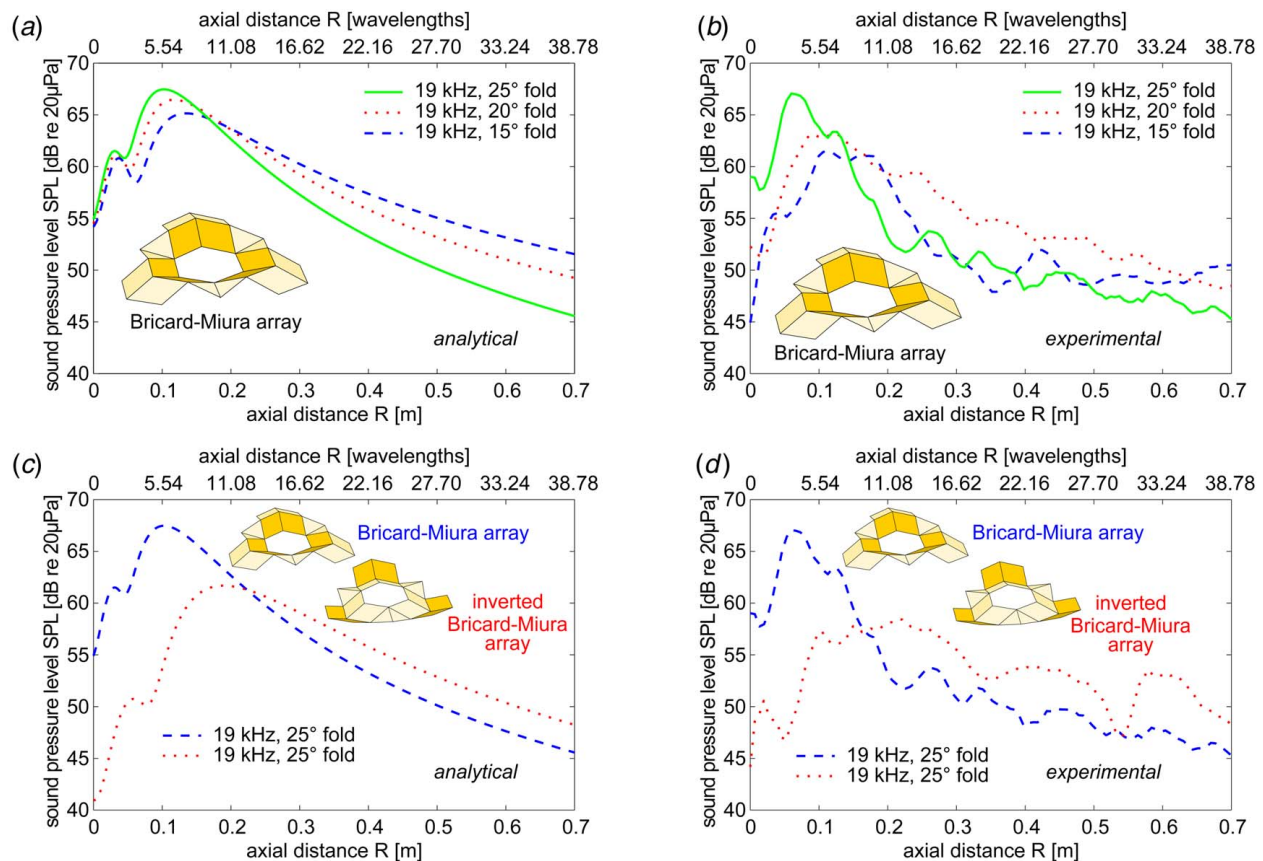 (a)
axial distance R [wavelengths]
0 5.54 11.08 16.62 22.16 27.70 33.24 38.78
sound pressure level SPL [dB re 20µPa]
70
65
60
55
50
45
40
19 kHz, 25° fold
19 kHz, 20° fold
19 kHz, 15° fold
Bricard-Miura array
analytical
0 0.1 0.2 0.3 0.4 0.5 0.6 0.7
axial distance R [m]
(b)
axial distance R [wavelengths]
0 5.54 11.08 16.62 22.16 27.70 33.24 38.78
sound pressure level SPL [dB re 20µPa]
70
65
60
55
50
45
40
19 kHz, 25° fold
19 kHz, 20° fold
19 kHz, 15° fold
Bricard-Miura array
experimental
0 0.1 0.2 0.3 0.4 0.5 0.6 0.7
axial distance R [m]
(c)
axial distance R [wavelengths]
0 5.54 11.08 16.62 22.16 27.70 33.24 38.78
sound pressure level SPL [dB re 20µPa]
70
65
60
55
50
45
40
Bricard-Miura array
inverted
Bricard-Miura
array
19 kHz, 25° fold
19 kHz, 25° fold
analytical
0 0.1 0.2 0.3 0.4 0.5 0.6 0.7
axial distance R [m]
(d)
axial distance R [wavelengths]
0 5.54 11.08 16.62 22.16 27.70 33.24 38.78
sound pressure level SPL [dB re 20µPa]
70
65
60
55
50
45
40
Bricard-Miura array
inverted
Bricard-Miura
array
19 kHz, 25° fold
19 kHz, 25° fold
experimental
0 0.1 0.2 0.3 0.4 0.5 0.6 0.7
axial distance R [m]